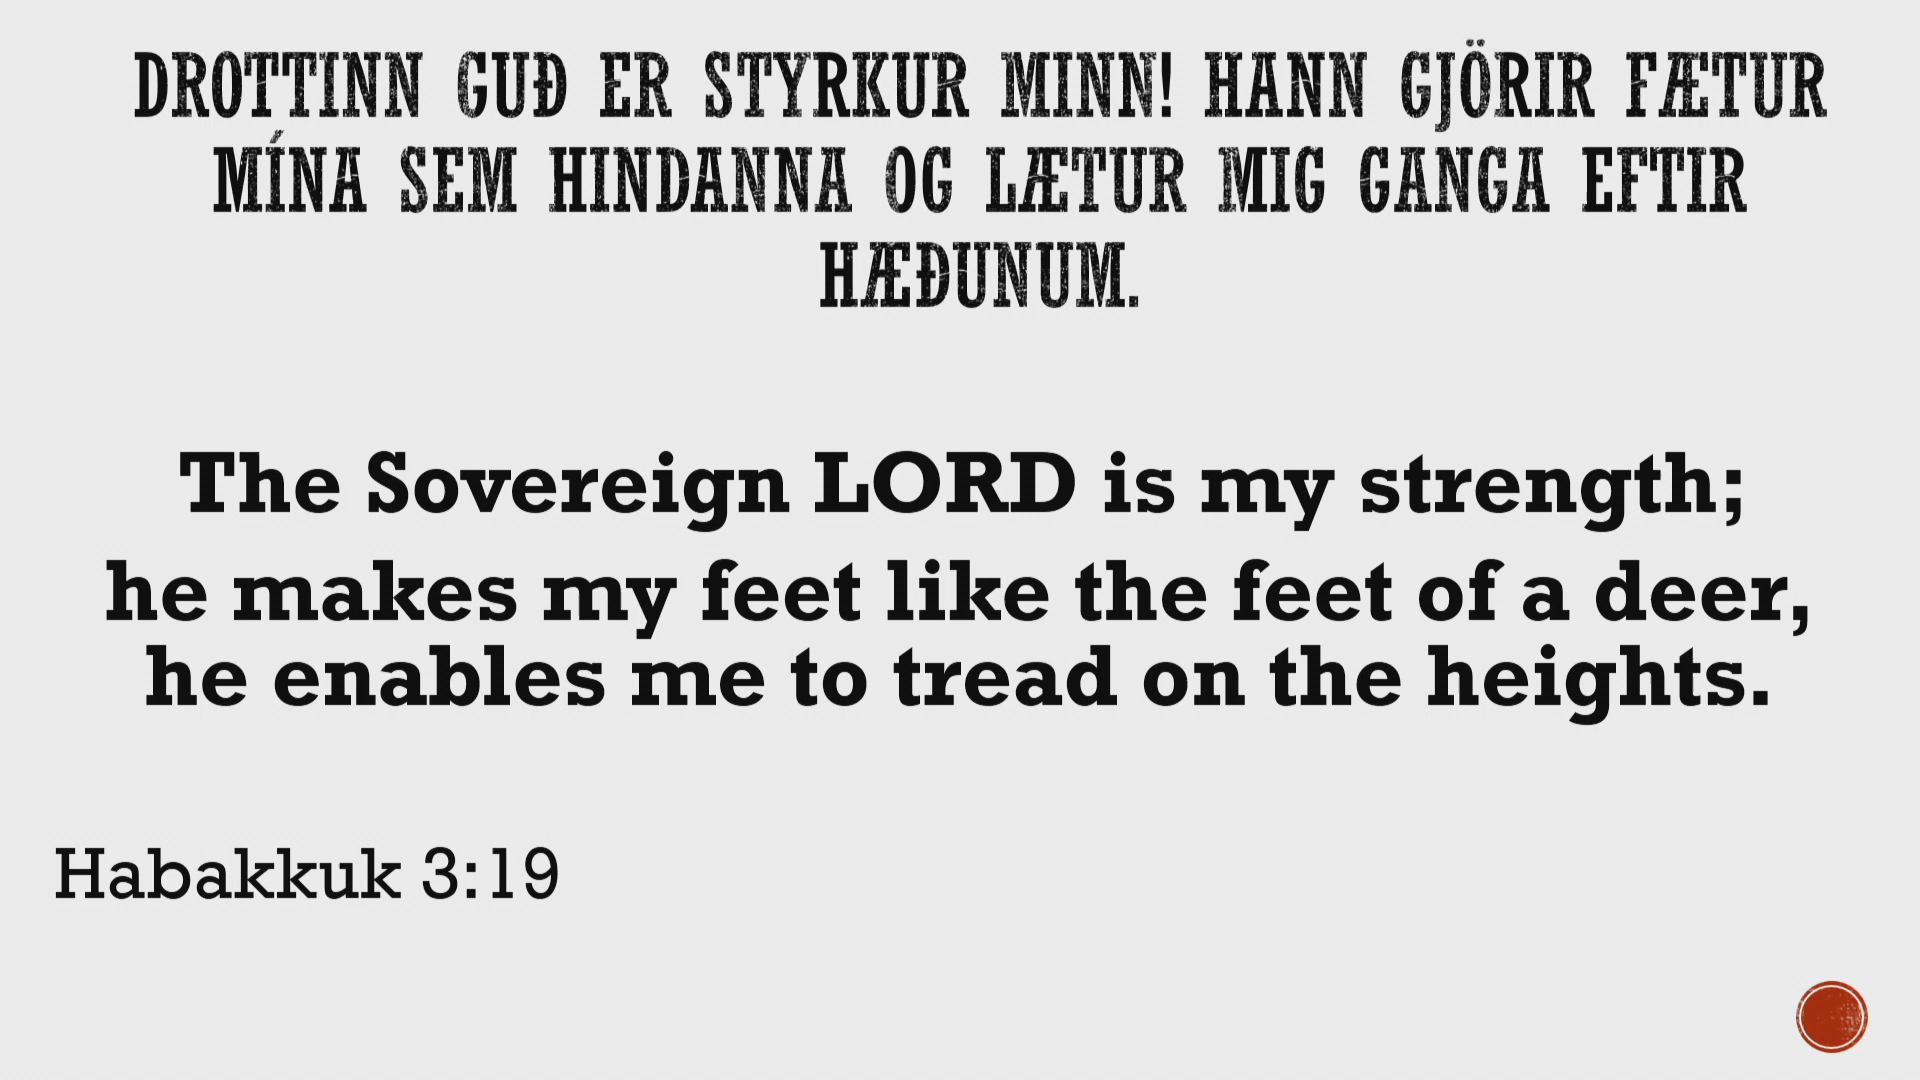 DROTTINN GUÐ ER STYRKUR MINN! HANN GJÖRIR FÆTUR
MÍNA SEM HINDANNA OG LÆTUR MIG GANGA EFTIR
HÆÐUNUM.
The Sovereign LORD is my strength;
he makes my feet like the feet of a deer,
he enables me to tread on the heights.
Habakkuk 3:19